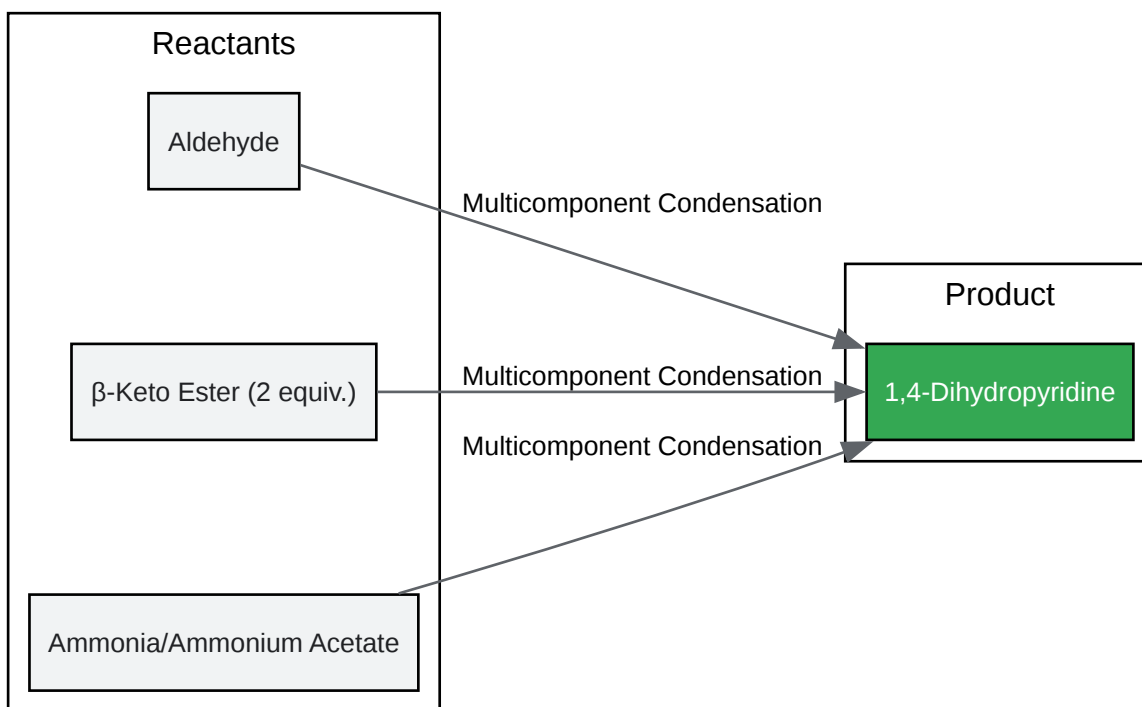 Reactants
Aldehyde
Multicomponent Condensation
Product
β-Keto Ester (2 equiv.)
Multicomponent Condensation
1,4-Dihydropyridine
Multicomponent Condensation
Ammonia/Ammonium Acetate